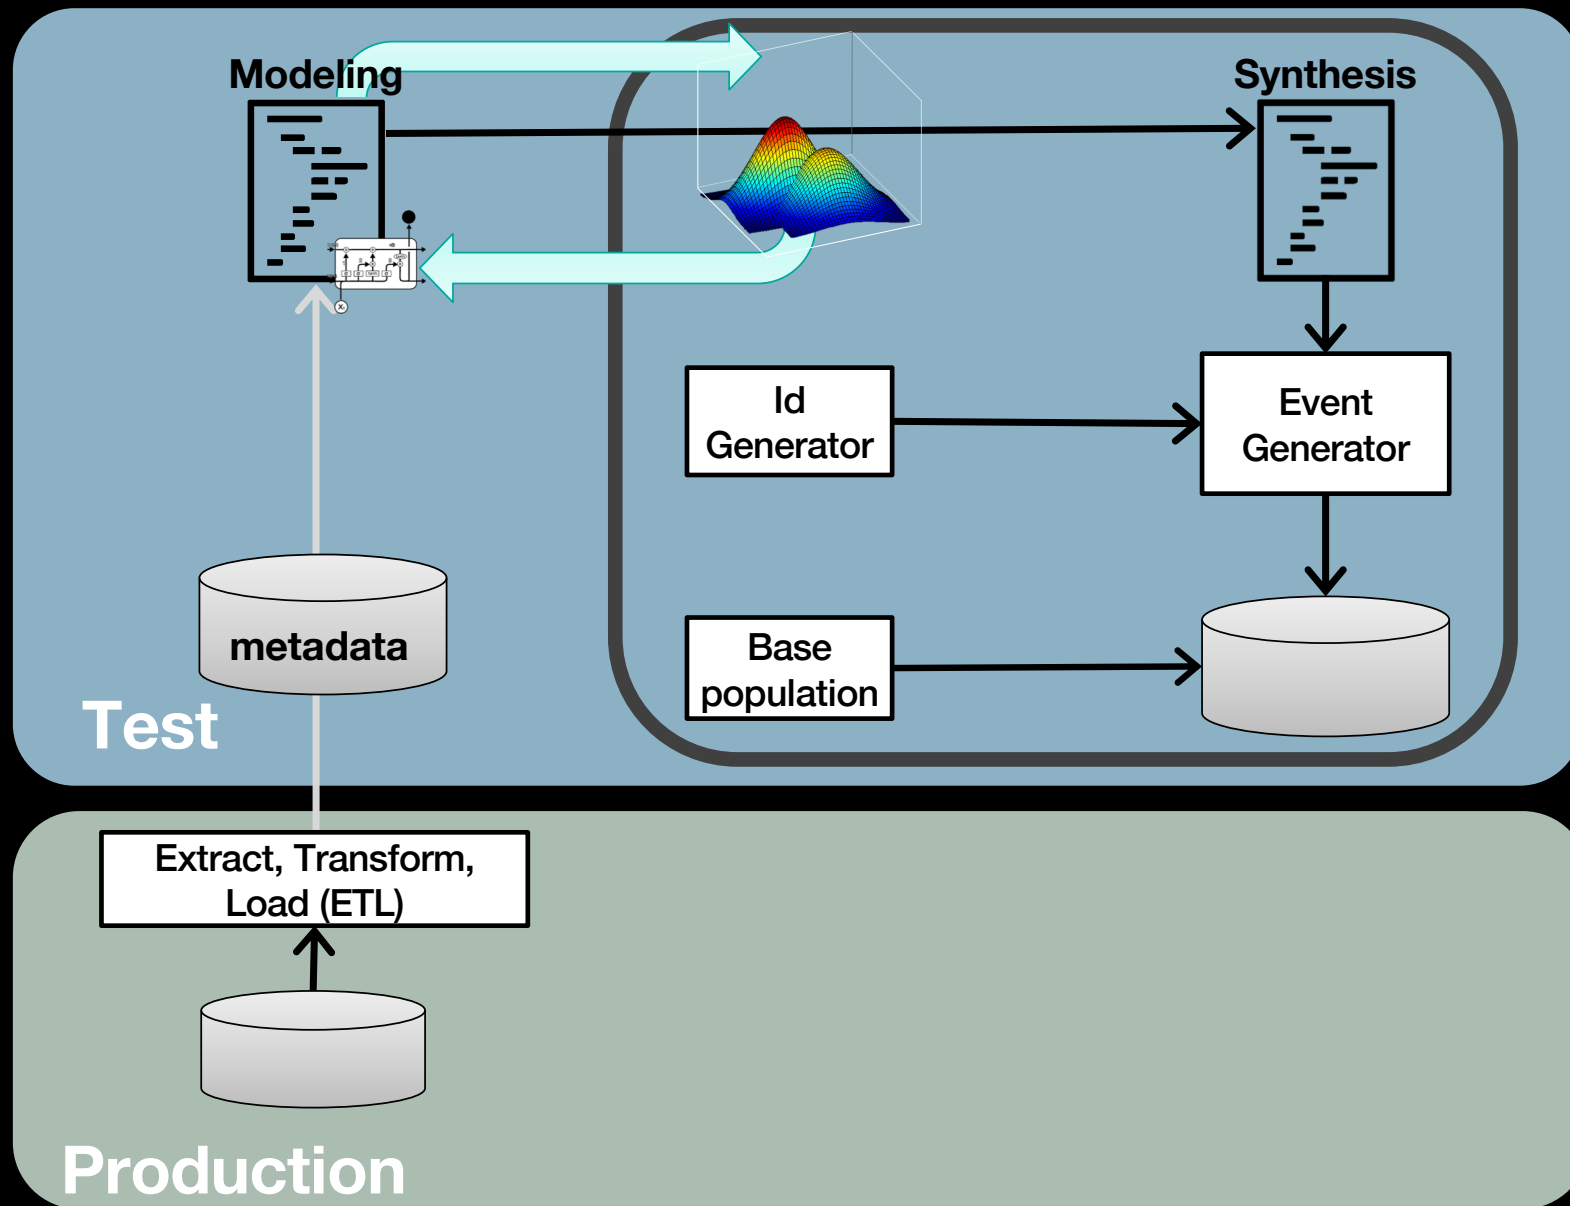 Modeling
Synthesis
Id
Generator
Event
Generator
metadata
Base
population
Test
Extract, Transform,
Load (ETL)
Production